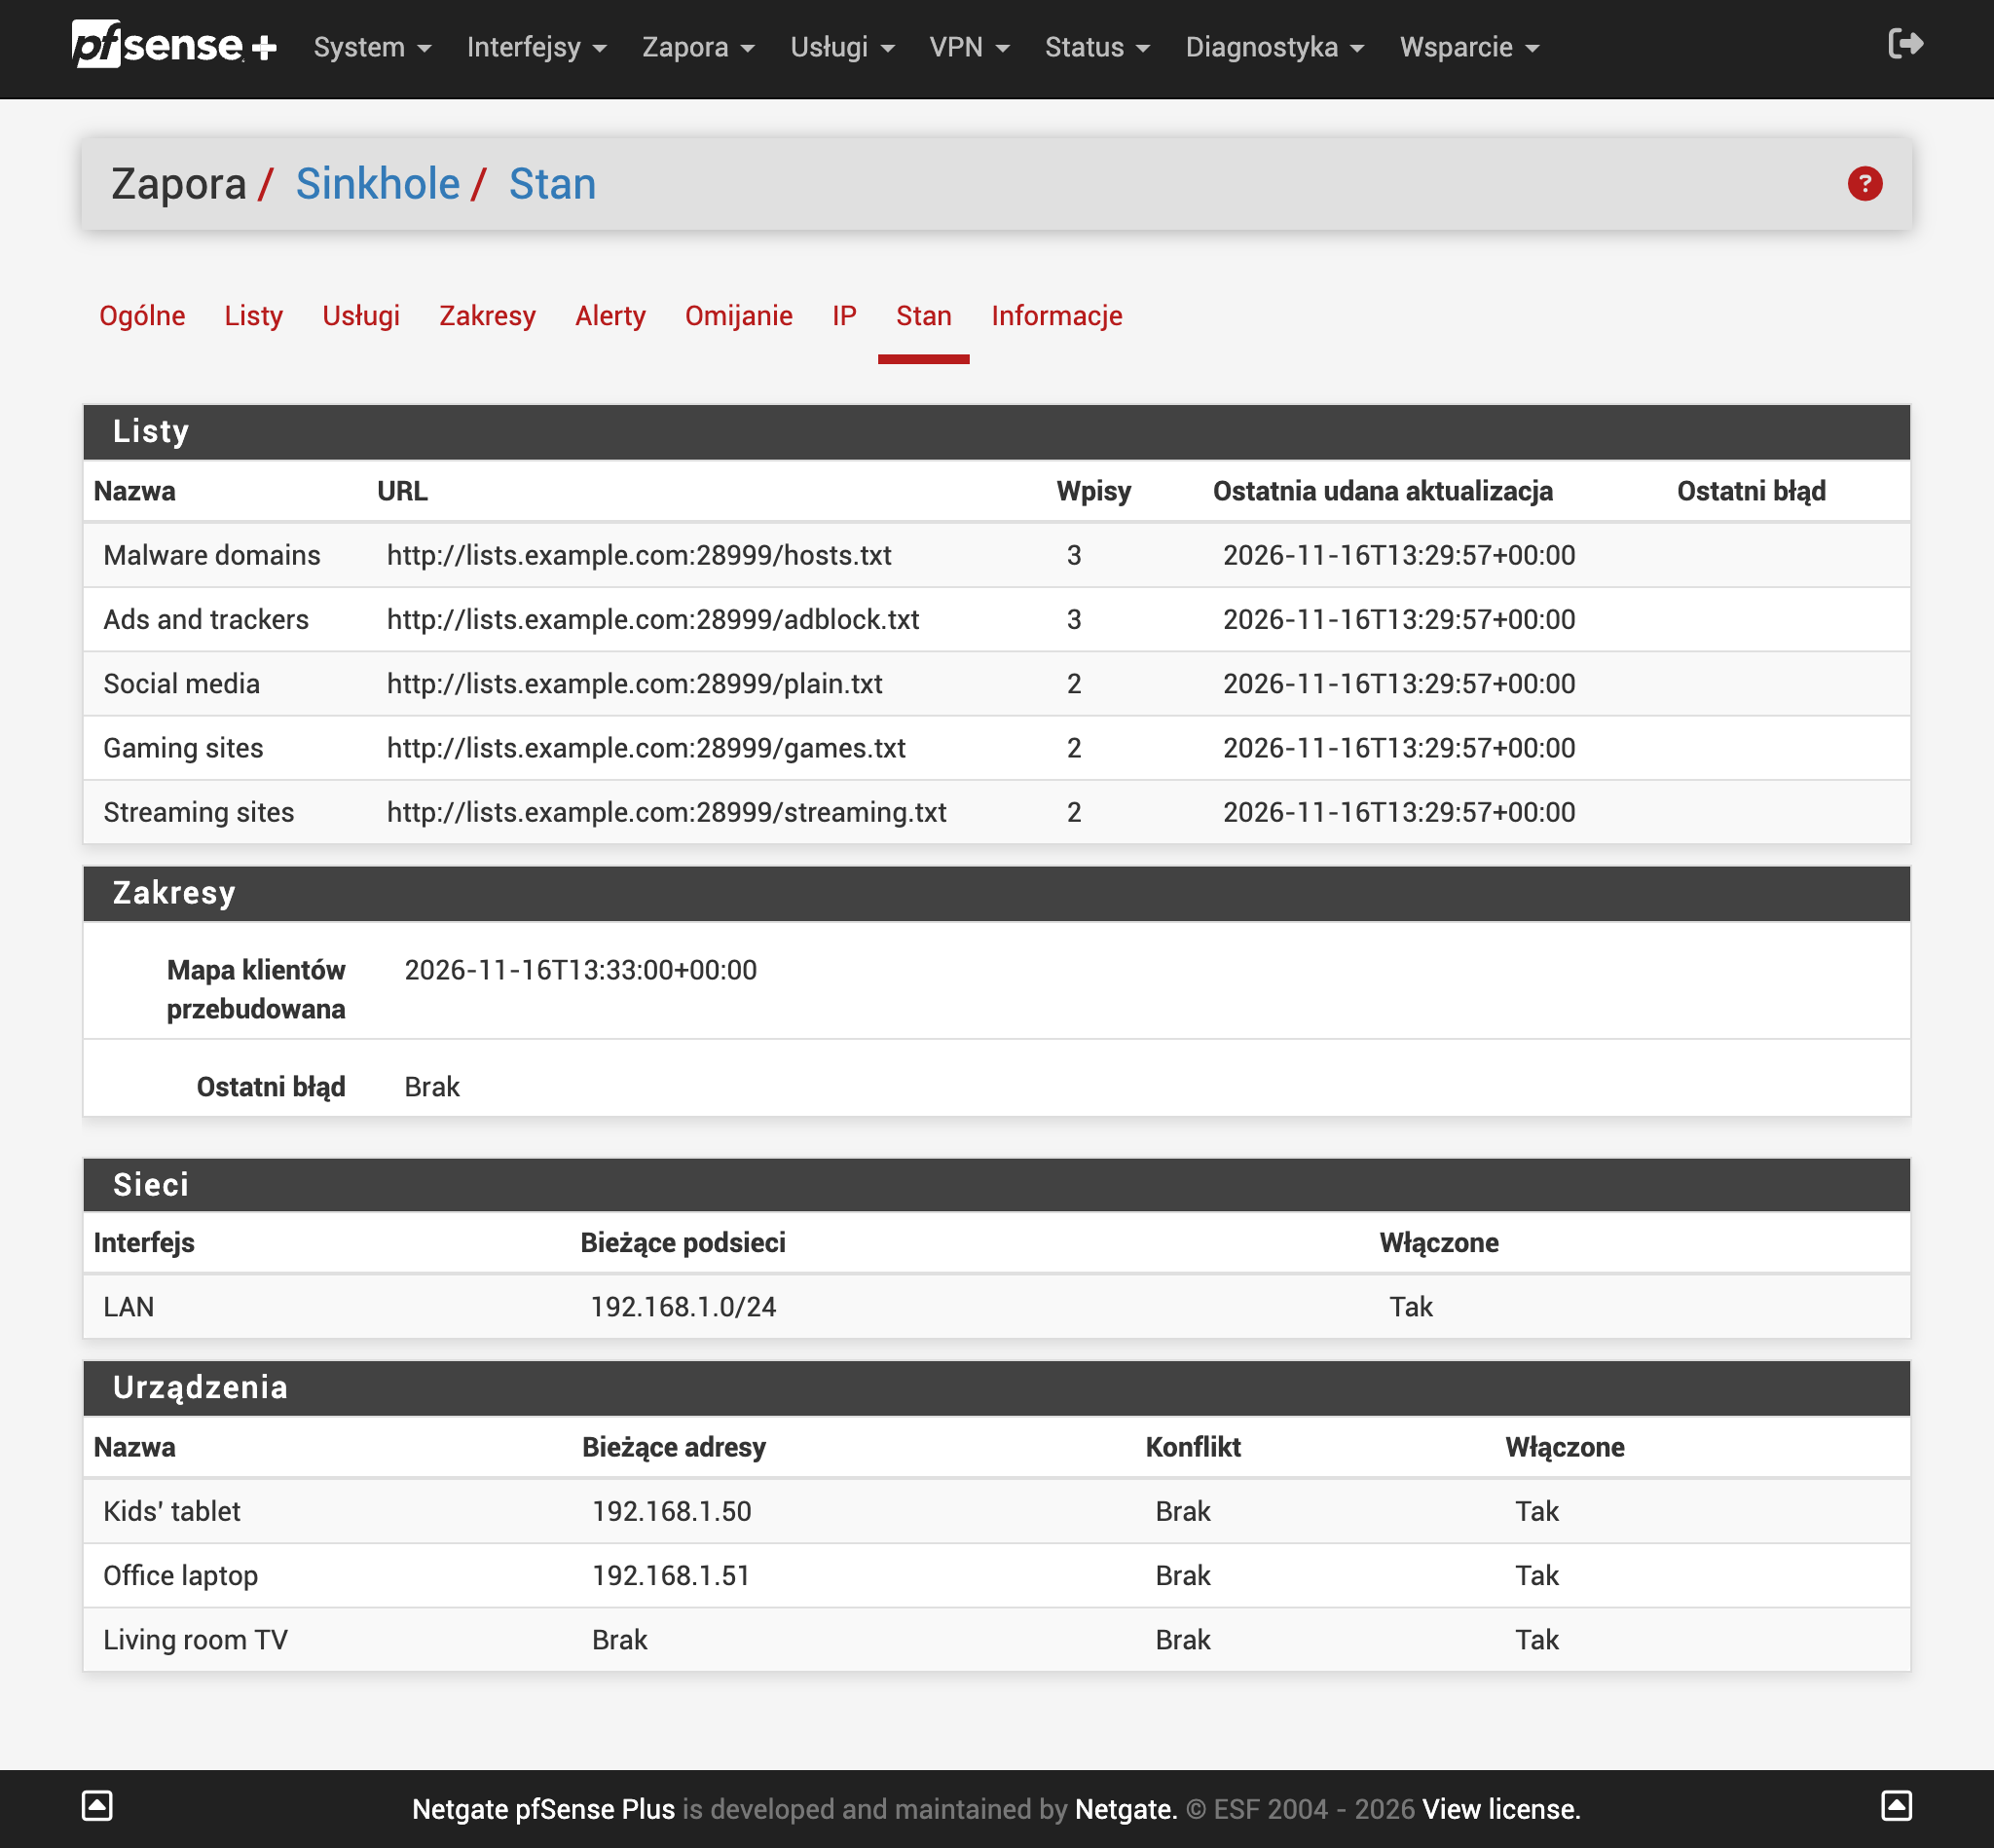 pfsense+ System Interfejsy Zapora Usługi VPN Status Diagnostyka Wsparcie
Zapora / Sinkhole / Stan
?
Ogólne Listy Usługi Zakresy Alerty Omijanie IP Stan Informacje
Listy
Nazwa URL Wpisy Ostatnia udana aktualizacja Ostatni błąd
Malware domains http://lists.example.com:28999/hosts.txt 3 2026-11-16T13:29:57+00:00
Ads and trackers http://lists.example.com:28999/adblock.txt 3 2026-11-16T13:29:57+00:00
Social media http://lists.example.com:28999/plain.txt 2 2026-11-16T13:29:57+00:00
Gaming sites http://lists.example.com:28999/games.txt 2 2026-11-16T13:29:57+00:00
Streaming sites http://lists.example.com:28999/streaming.txt 2 2026-11-16T13:29:57+00:00
Zakresy
Mapa klientów 2026-11-16T13:33:00+00:00
przebudowana
Ostatni błąd Brak
Sieci
Interfejs Bieżące podsieci Włączone
LAN 192.168.1.0/24 Tak
Urządzenia
Nazwa Bieżące adresy Konflikt Włączone
Kids' tablet 192.168.1.50 Brak Tak
Office laptop 192.168.1.51 Brak Tak
Living room TV Brak Brak Tak
Netgate pfSense Plus is developed and maintained by Netgate. © ESF 2004 - 2026 View license.